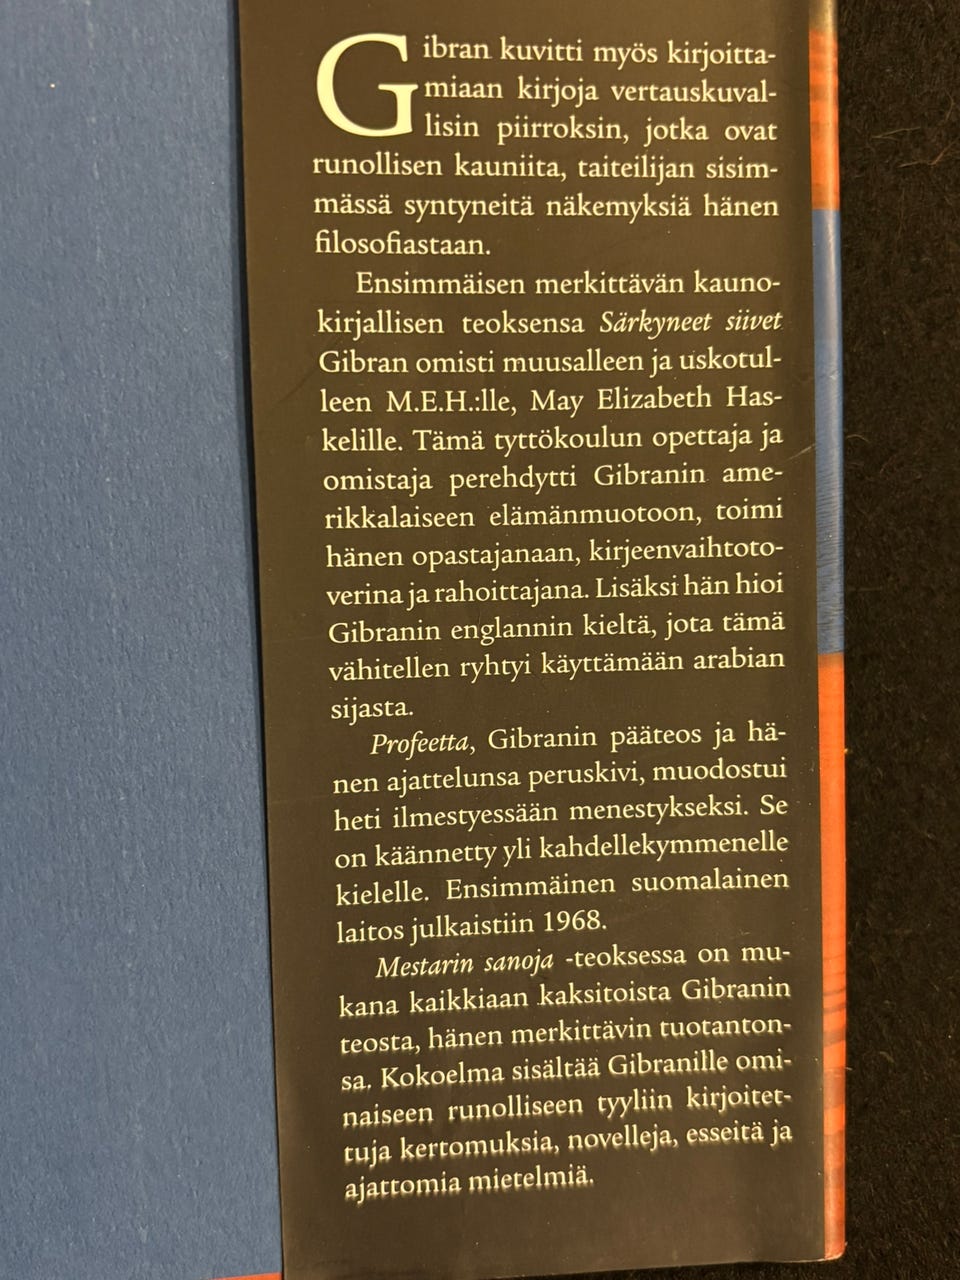 Gibran kuvitti myös kirjoitta-
miaan kirjoja vertauskuval-
lisin piirroksin, jotka ovat
runollisen kauniita, taiteilijan sisim-
mässä syntyneitä näkemyksiä hänen
filosofiastaan.
Ensimmäisen merkittävän kauno-
kirjallisen teoksensa Särkyneet siivet
Gibran omisti muusalleen ja uskotul-
leen M.E.H.:lle, May Elizabeth Has-
kelille. Tämä tyttökoulun opettaja ja
omistaja perehdytti Gibranin ame-
rikkalaiseen elämänmuotoon, toimi
hänen opastajanaan, kirjeenvaihtoto-
verina ja rahoittajana. Lisäksi hän hioi
Gibranin englannin kieltä, jota tämä
vähitellen ryhtyi käyttämään arabian
sijasta.
Profeetta, Gibranin pääteos ja hä-
nen ajattelunsa peruskivi, muodostui
heti ilmestyessään menestykseksi. Se
on käännetty yli kahdellekymmenelle
kielelle. Ensimmäinen suomalainen
laitos julkaistiin 1968.
Mestarin sanoja -teoksessa on mu-
kana kaikkiaan kaksitoista Gibranin
teosta, hänen merkittävin tuotanton-
sa. Kokoelma sisältää Gibranille omi-
naiseen runolliseen tyyliin kirjoitet-
tuja kertomuksia, novelleja, esseitä ja
ajattomia mietelmiä.